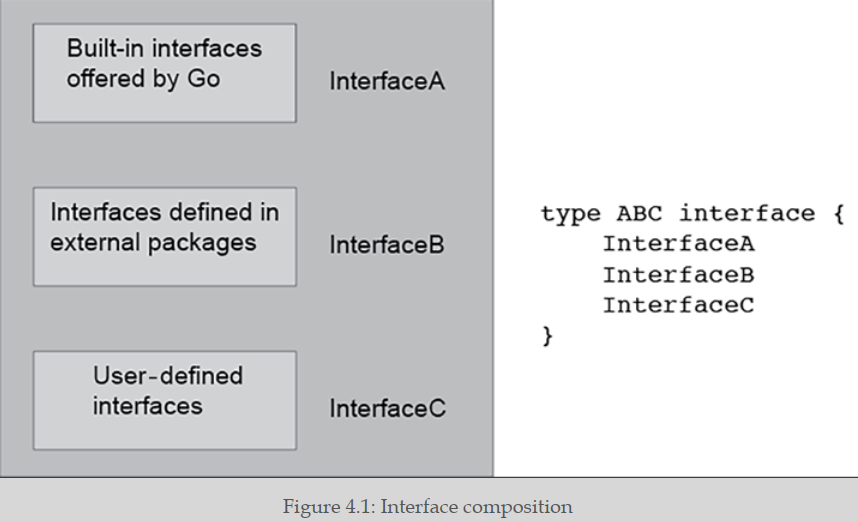 Built-in interfaces
offered by Go
InterfaceA
Interfaces defined in
external packages
InterfaceB
User-defined
interfaces
InterfaceC
type ABC interface {
    InterfaceA
    InterfaceB
    InterfaceC
}
Figure 4.1: Interface composition